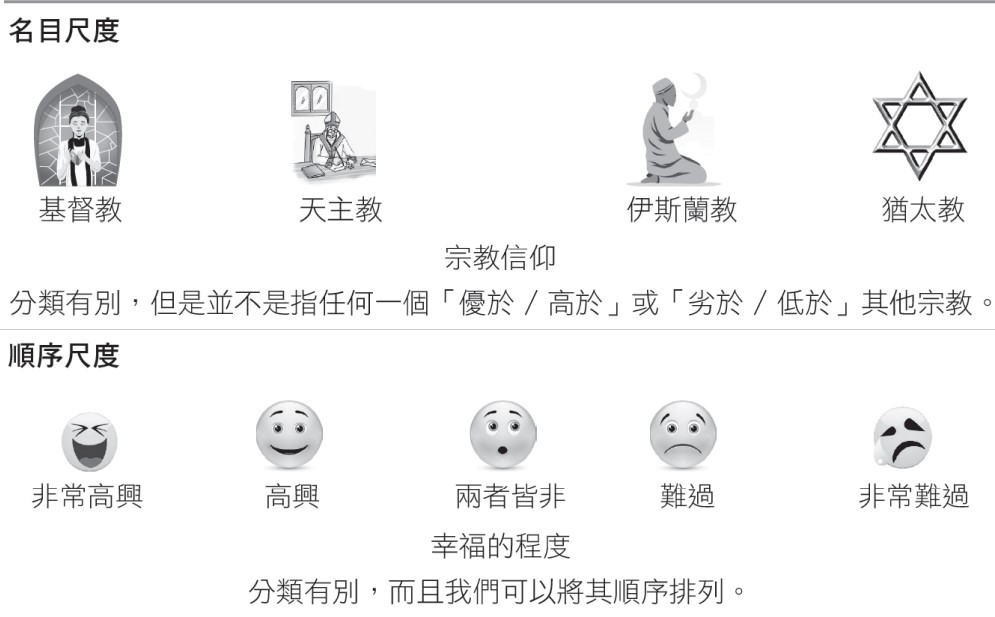 名目尺度
基督教 天主教 伊斯蘭教 猶太教
宗教信仰
分類有別，但是並不是指任何一個「優於 / 高於」或「劣於 / 低於」其他宗教。
順序尺度
非常高興 高興 兩者皆非 難過 非常難過
幸福的程度
分類有別，而且我們可以將其順序排列。